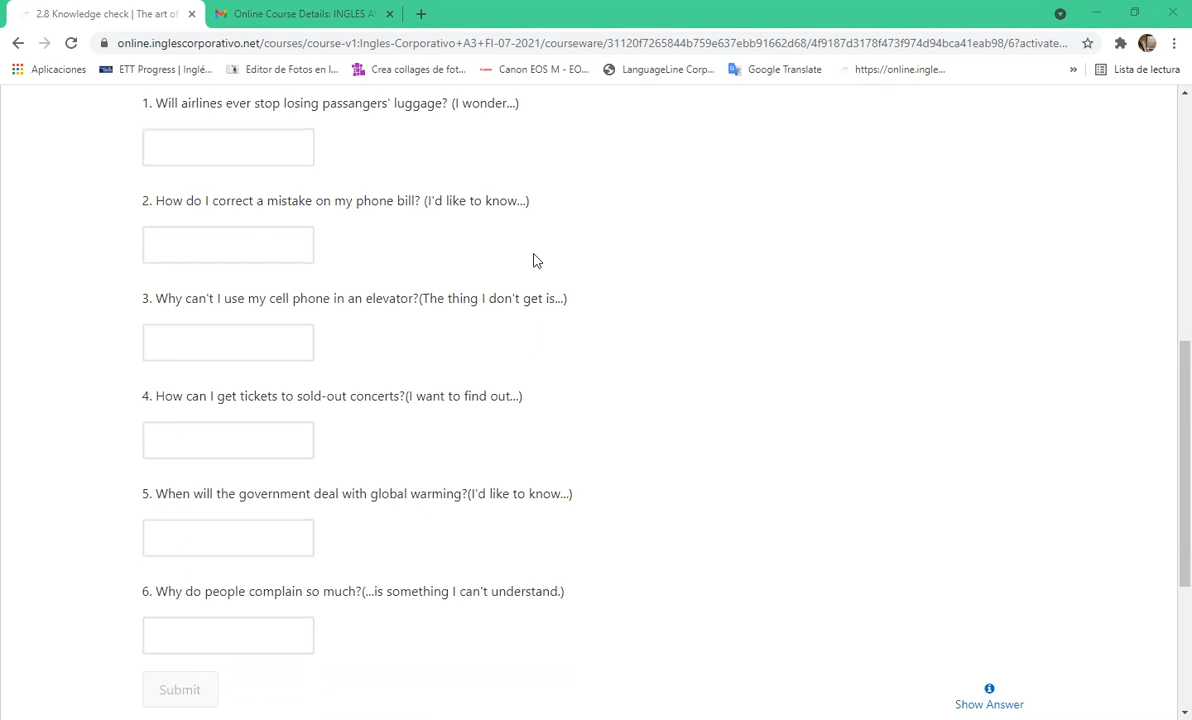 2.8 Knowledge check | The art of
Online Course Details: INGLES A
online.inglescorporativo.net/courses/course-v1:Ingles-Corporativo+A3+FI-07-2021/courseware/31120f7265844b759e637ebb91662d68/4f9187d3178f473f974d94bca41eab98/6?activate...
Aplicaciones
ETT Progress | Inglé...
Editor de Fotos en l...
Crea collages de fot...
Canon EOS M - EO...
LanguageLine Corp...
Google Translate
https://online.ingle...
»
Lista de lectura
1. Will airlines ever stop losing passangers' luggage? (I wonder...)
2. How do I correct a mistake on my phone bill? (I'd like to know...)
3. Why can't I use my cell phone in an elevator?(The thing I don't get is...)
4. How can I get tickets to sold-out concerts?(I want to find out...)
5. When will the government deal with global warming?(I'd like to know...)
6. Why do people complain so much?(...is something I can't understand.)
Submit
Show Answer